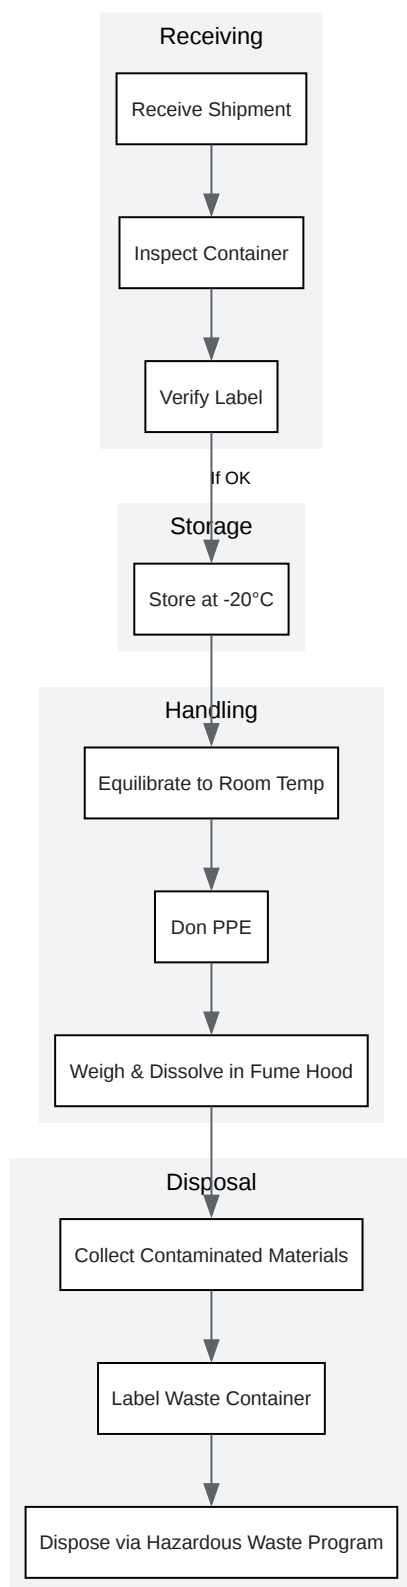 Receiving
Receive Shipment
Inspect Container
Verify Label
If OK
Storage
Store at -20°C
Handling
Equilibrate to Room Temp
Don PPE
Weigh & Dissolve in Fume Hood
Disposal
Collect Contaminated Materials
Label Waste Container
Dispose via Hazardous Waste Program